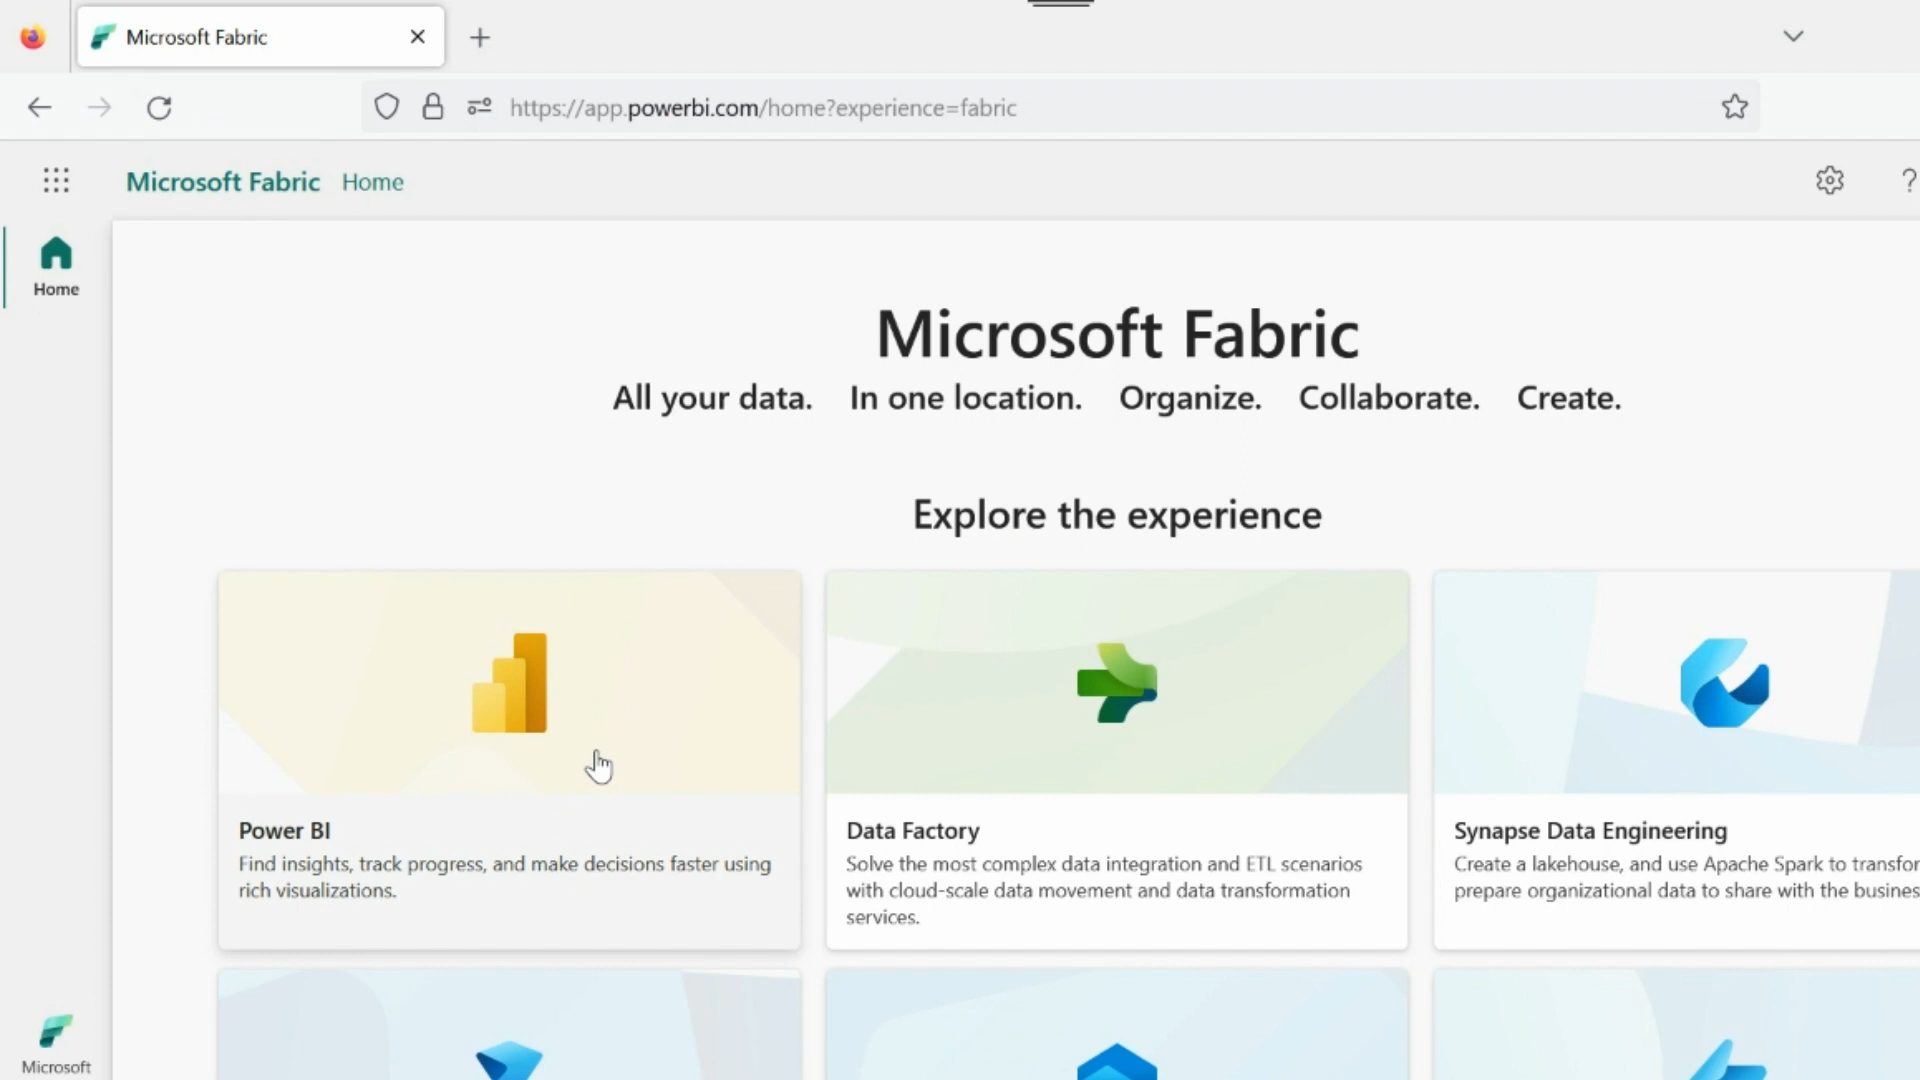 Microsoft Fabric
https://app.powerbi.com/home?experience=fabric
Microsoft Fabric Home
?
Home
Microsoft Fabric
All your data. In one location. Organize. Collaborate. Create.
Explore the experience
Power BI
Find insights, track progress, and make decisions faster using
rich visualizations.
Data Factory
Solve the most complex data integration and ETL scenarios
with cloud-scale data movement and data transformation
services.
Synapse Data Engineering
Create a lakehouse, and use Apache Spark to transfor
prepare organizational data to share with the busines
Microsoft